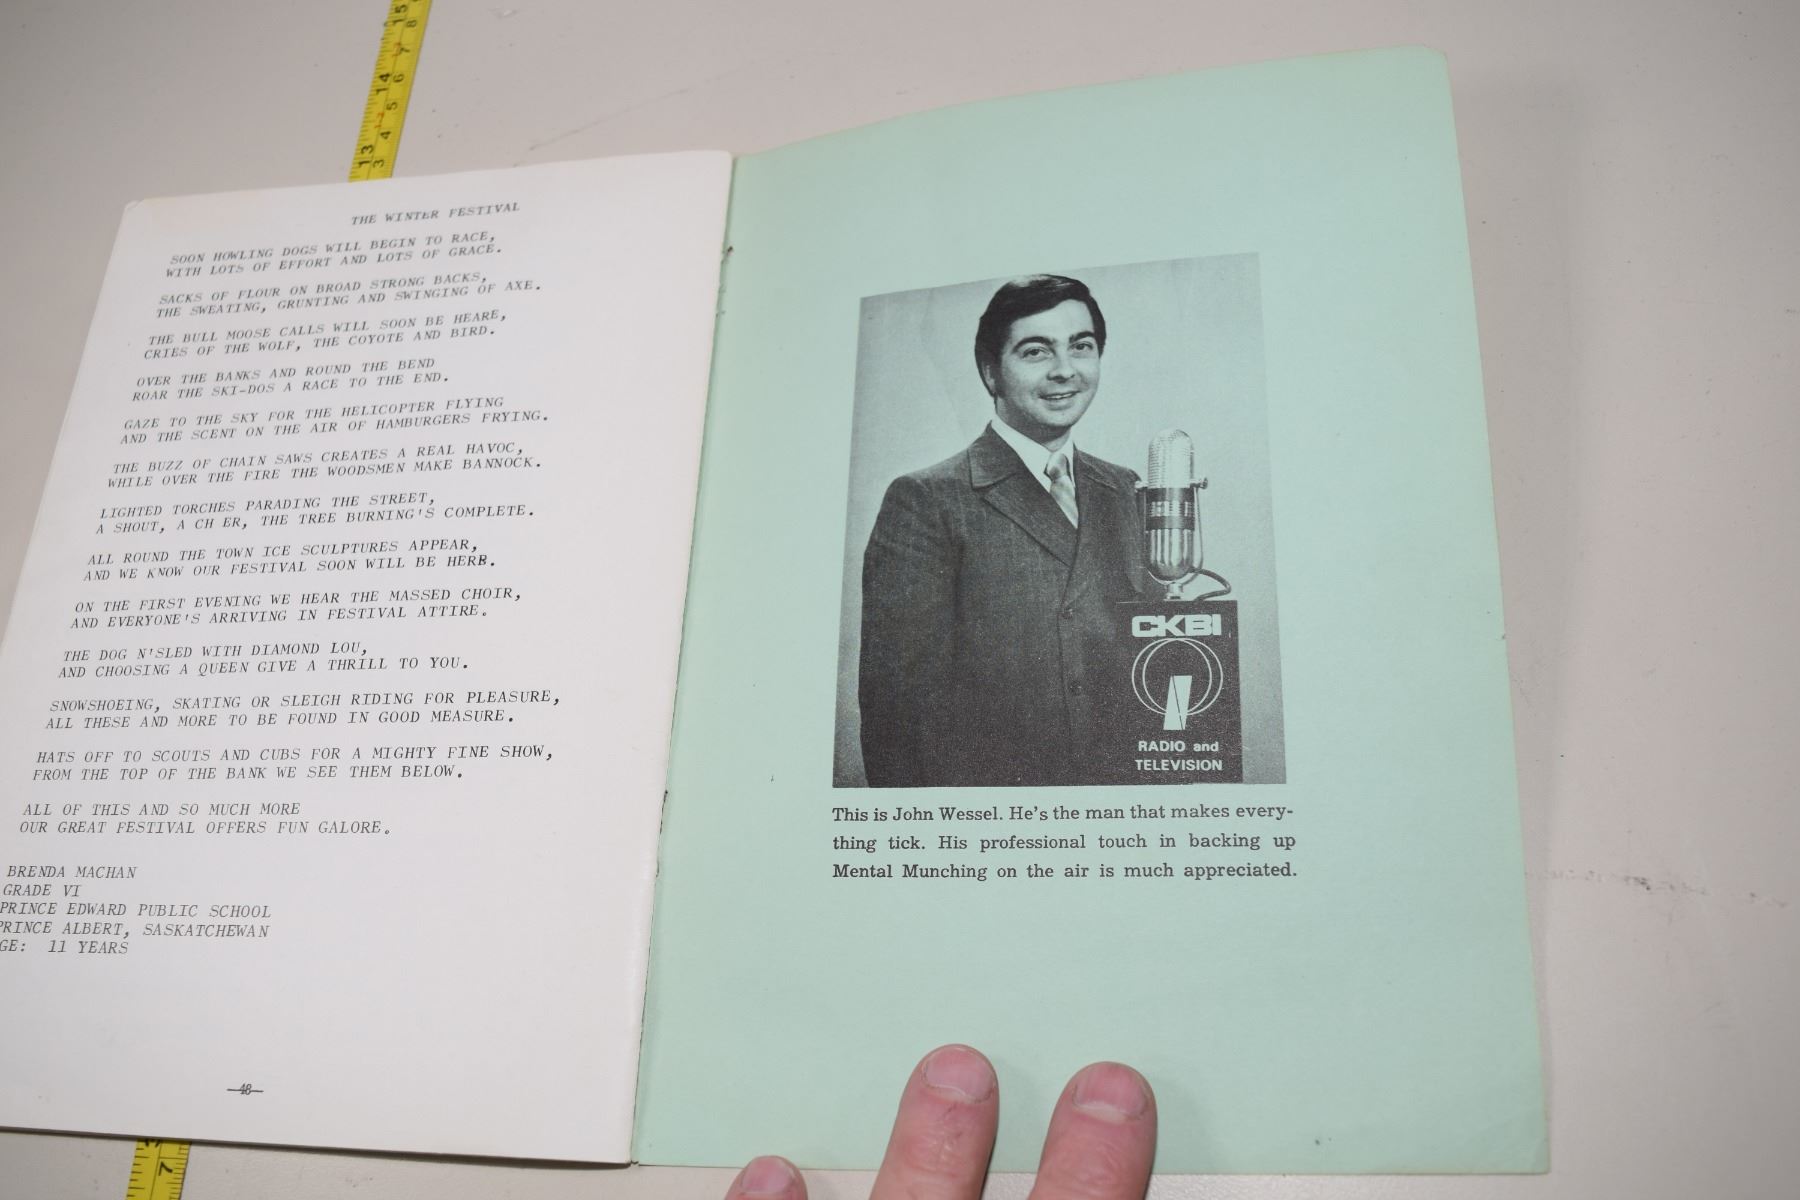 THE WINTER FESTIVAL
SOON HOWLING DOGS WILL BEGIN TO RACE,
WITH LOTS OF EFFORT AND LOTS OF GRACE.
SACKS OF FLOUR ON BROAD STRONG BACKS,
THE SWEATING, GRUNTING AND SWINGING OF AXE.
THE BULL MOOSE CALLS WILL SOON BE HEARE,
CRIES OF THE WOLF, THE COYOTE AND BIRD.
OVER THE BANKS AND ROUND THE BEND
ROAR THE SKI-DOS A RACE TO THE END.
GAZE TO THE SKY FOR THE HELICOPTER FLYING
AND THE SCENT ON THE AIR OF HAMBURGERS FRYING.
THE BUZZ OF CHAIN SAWS CREATES A REAL HAVOC,
WHILE OVER THE FIRE THE WOODSMEN MAKE BANNOCK.
LIGHTED TORCHES PARADING THE STREET,
A SHOUT, A CH ER, THE TREE BURNING'S COMPLETE.
ALL ROUND THE TOWN ICE SCULPTURES APPEAR,
AND WE KNOW OUR FESTIVAL SOON WILL BE HERE.
ON THE FIRST EVENING WE HEAR THE MASSED CHOIR,
AND EVERYONE'S ARRIVING IN FESTIVAL ATTIRE.
THE DOG N'SLED WITH DIAMOND LOU,
AND CHOOSING A QUEEN GIVE A THRILL TO YOU.
SNOWSHOEING, SKATING OR SLEIGH RIDING FOR PLEASURE,
ALL THESE AND MORE TO BE FOUND IN GOOD MEASURE.
HATS OFF TO SCOUTS AND CUBS FOR A MIGHTY FINE SHOW,
FROM THE TOP OF THE BANK WE SEE THEM BELOW.
ALL OF THIS AND SO MUCH MORE
OUR GREAT FESTIVAL OFFERS FUN GALORE.
BRENDA MACHAN
GRADE VI
PRINCE EDWARD PUBLIC SCHOOL
PRINCE ALBERT, SASKATCHEWAN
GE: 11 YEARS
-48-
CKBI
RADIO and
TELEVISION
This is John Wessel. He's the man that makes every-
thing tick. His professional touch in backing up
Mental Munching on the air is much appreciated.
15
8
7
14
6
5
4
13
3
7